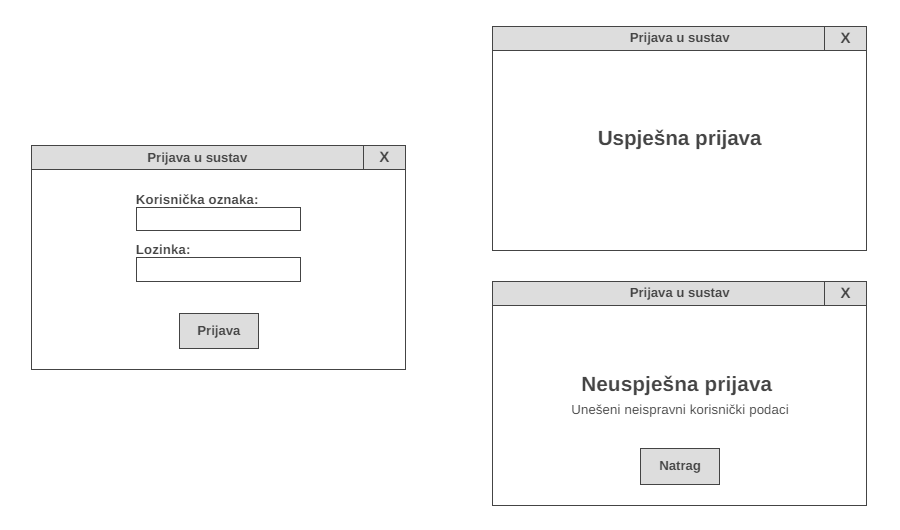 Prijava u sustav X
Korisnička oznaka:
Lozinka:
Prijava
Prijava u sustav X
Uspješna prijava
Prijava u sustav X
Neuspješna prijava
Unešeni neispravni korisnički podaci
Natrag